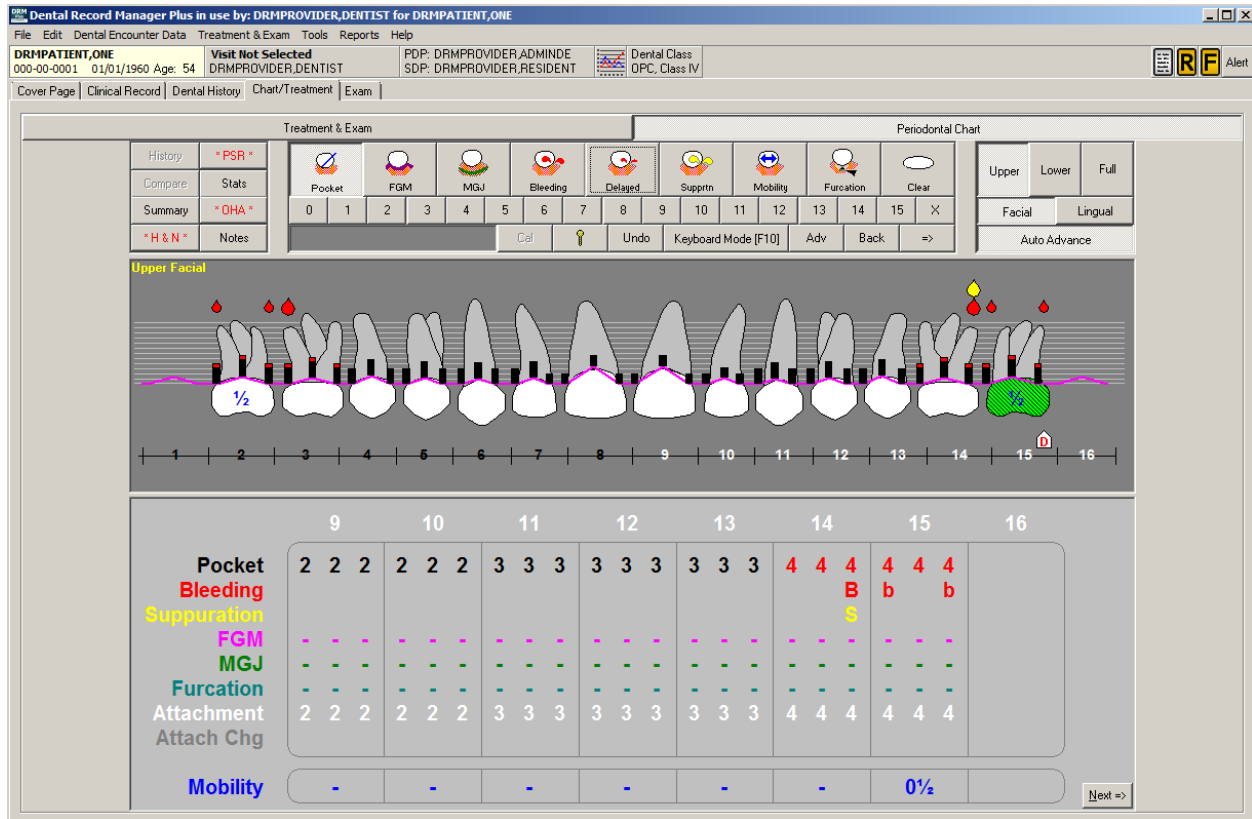 DRM Plus Dental Record Manager Plus in use by: DRMPROVIDER,DENTIST for DRMPATIENT,ONE
File Edit Dental Encounter Data Treatment & Exam Tools Reports Help
DRMPATIENT,ONE Visit Not Selected PDP: DRMPROVIDER,ADMINDE Dental Class
000-00-0001 01/01/1960 Age: 54 DRMPROVIDER,DENTIST SDP: DRMPROVIDER,RESIDENT OPC, Class IV R F Alert
Cover Page Clinical Record Dental History Chart/Treatment Exam
Treatment & Exam Periodontal Chart
History * PSR * Pocket FGM MGJ Bleeding Delayed Supprtn Mobility Furcation Clear Upper Lower Full
Compare Stats
Summary * OHA * 0 1 2 3 4 5 6 7 8 9 10 11 12 13 14 15 X Facial Lingual
* H & N * Notes Cal Undo Keyboard Mode [F10] Adv Back => Auto Advance
Upper Facial
½ ½
D
1 2 3 4 5 6 7 8 9 10 11 12 13 14 15 16
9 10 11 12 13 14 15 16
Pocket 2 2 2 2 2 2 3 3 3 3 3 3 3 3 3 4 4 4 4 4 4
Bleeding B b b
Suppuration S
FGM - - - - - - - - - - - - - - - - - - - - -
MGJ - - - - - - - - - - - - - - - - - - - - -
Furcation - - - - - - - - - - - - - - - - - - - - -
Attachment 2 2 2 2 2 2 3 3 3 3 3 3 3 3 3 4 4 4 4 4 4
Attach Chg
Mobility - - - - - - 0½
Next =>